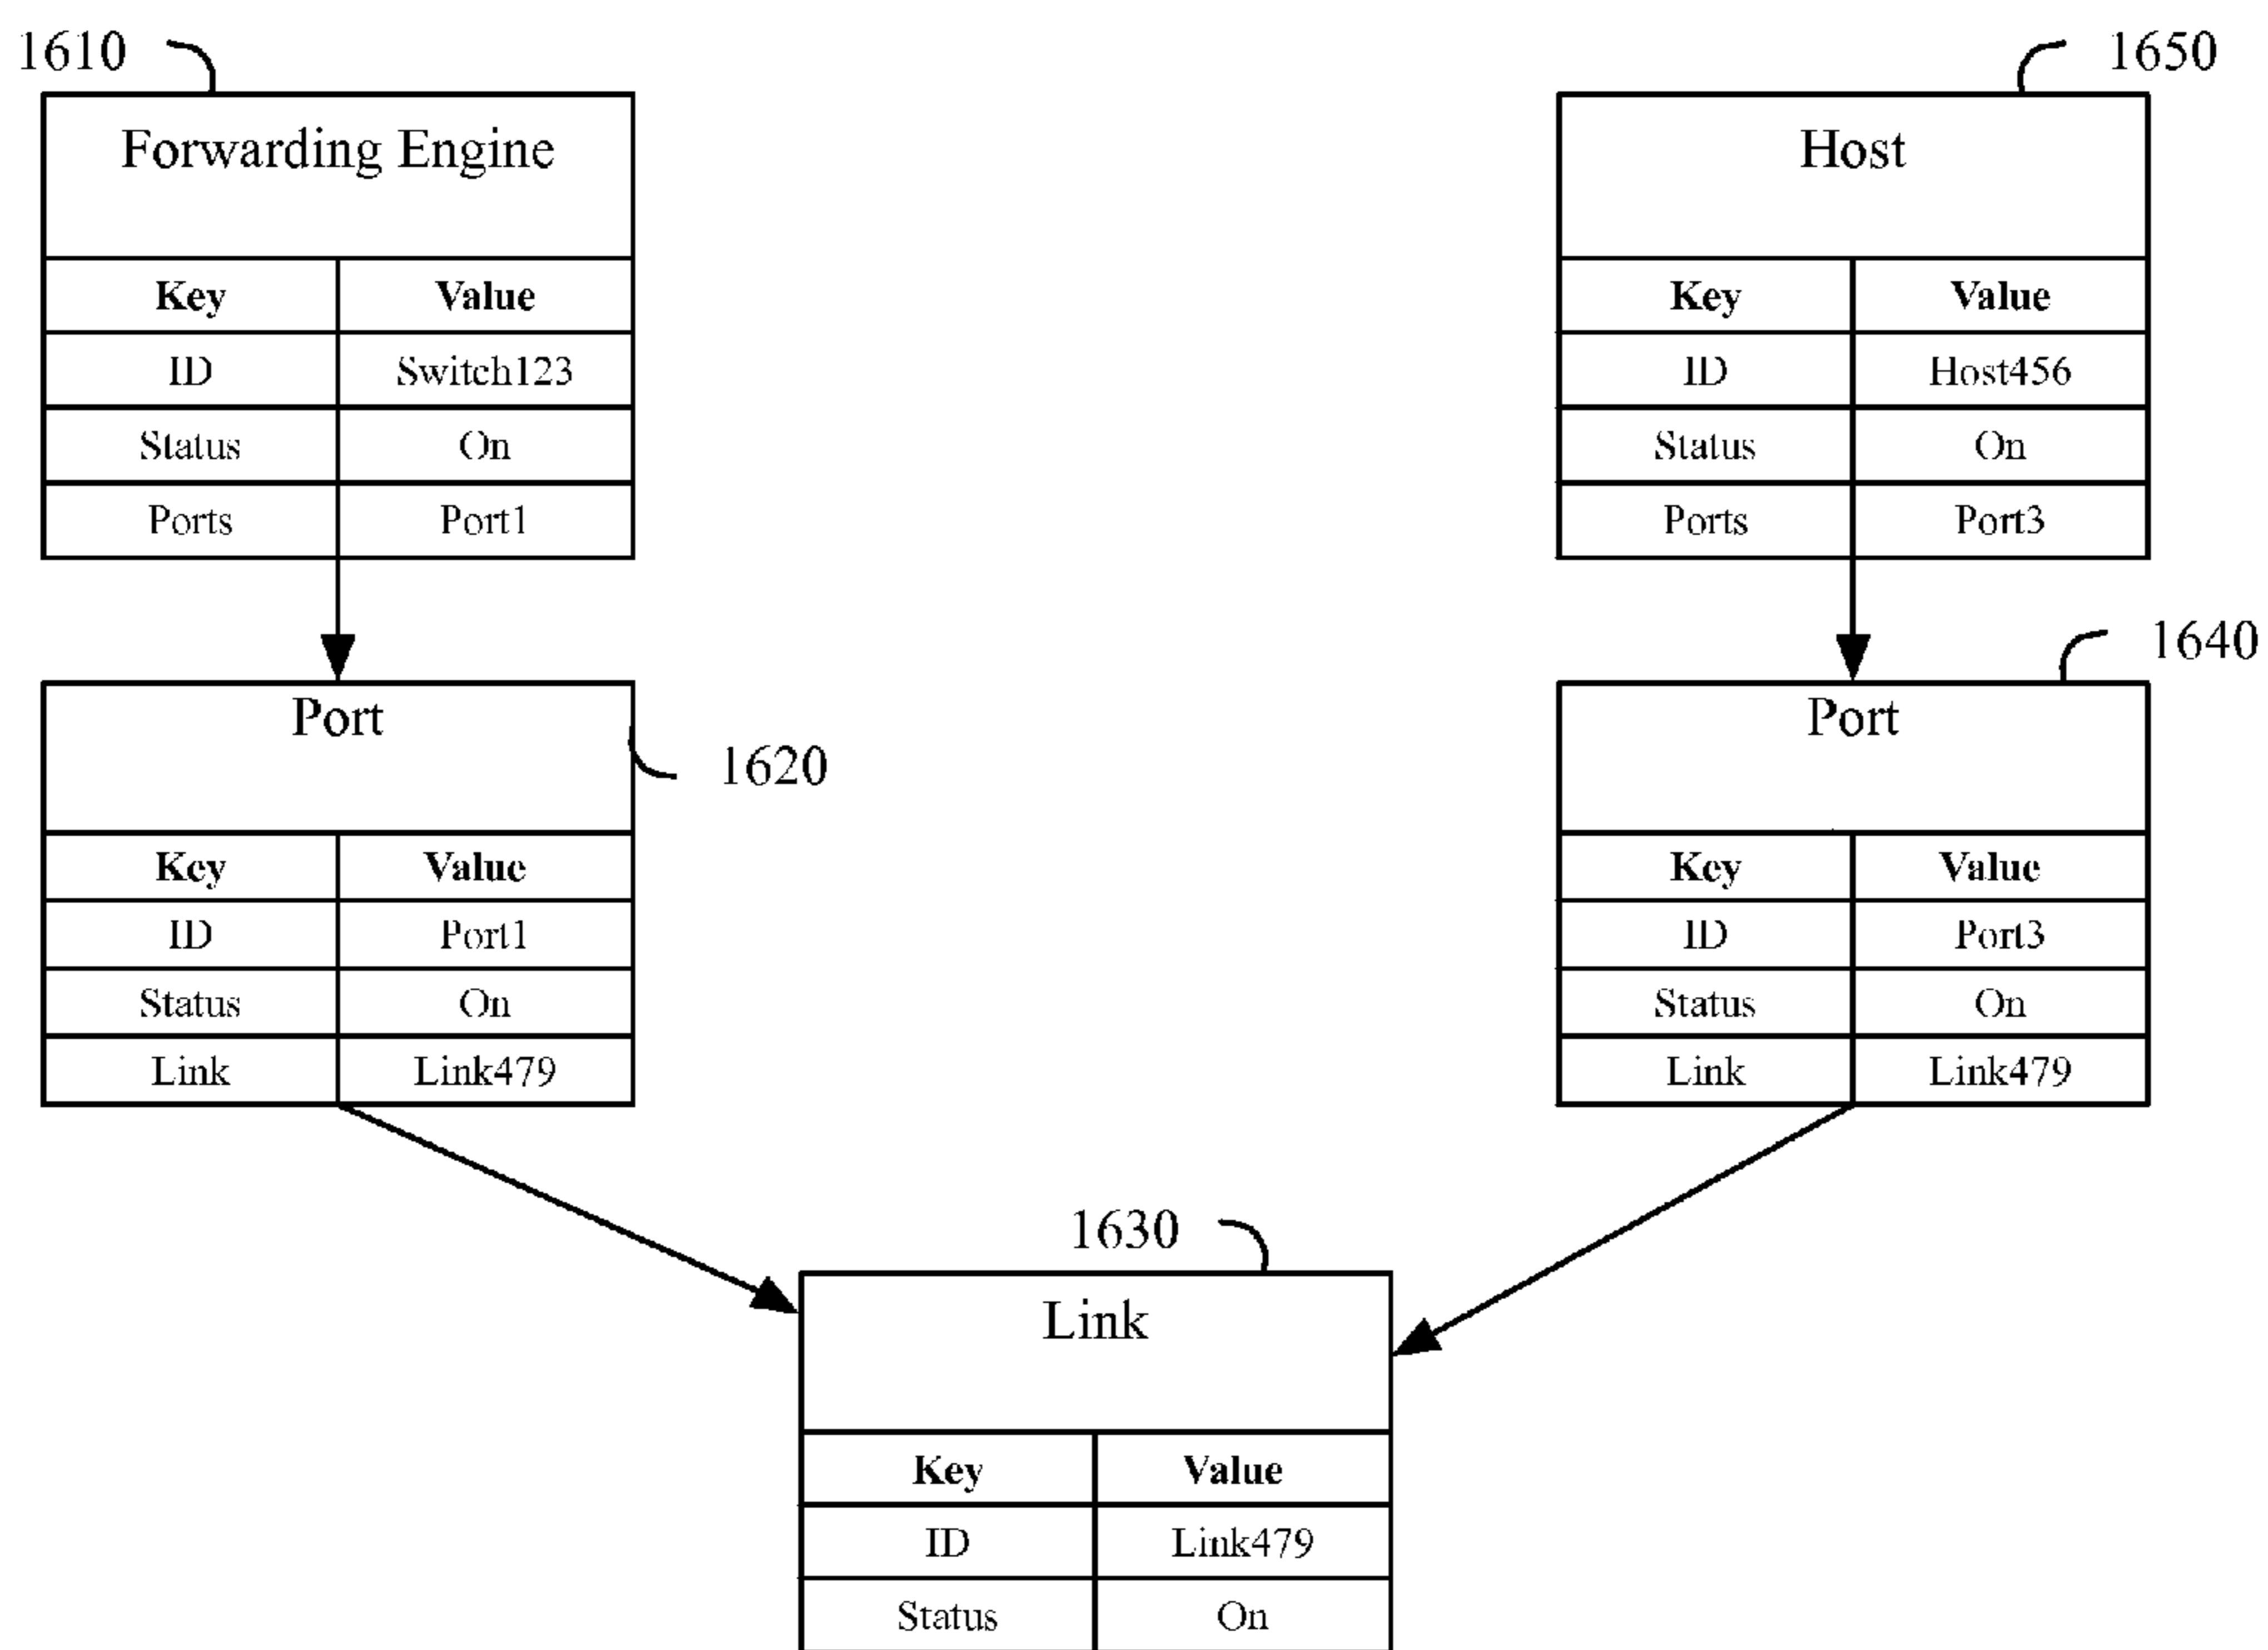 1610
Forwarding Engine
Key Value
ID Switch123
Status On
Ports Port1
1650
Host
Key Value
ID Host456
Status On
Ports Port3
1620
Port
Key Value
ID Port1
Status On
Link Link479
1640
Port
Key Value
ID Port3
Status On
Link Link479
1630
Link
Key Value
ID Link479
Status On